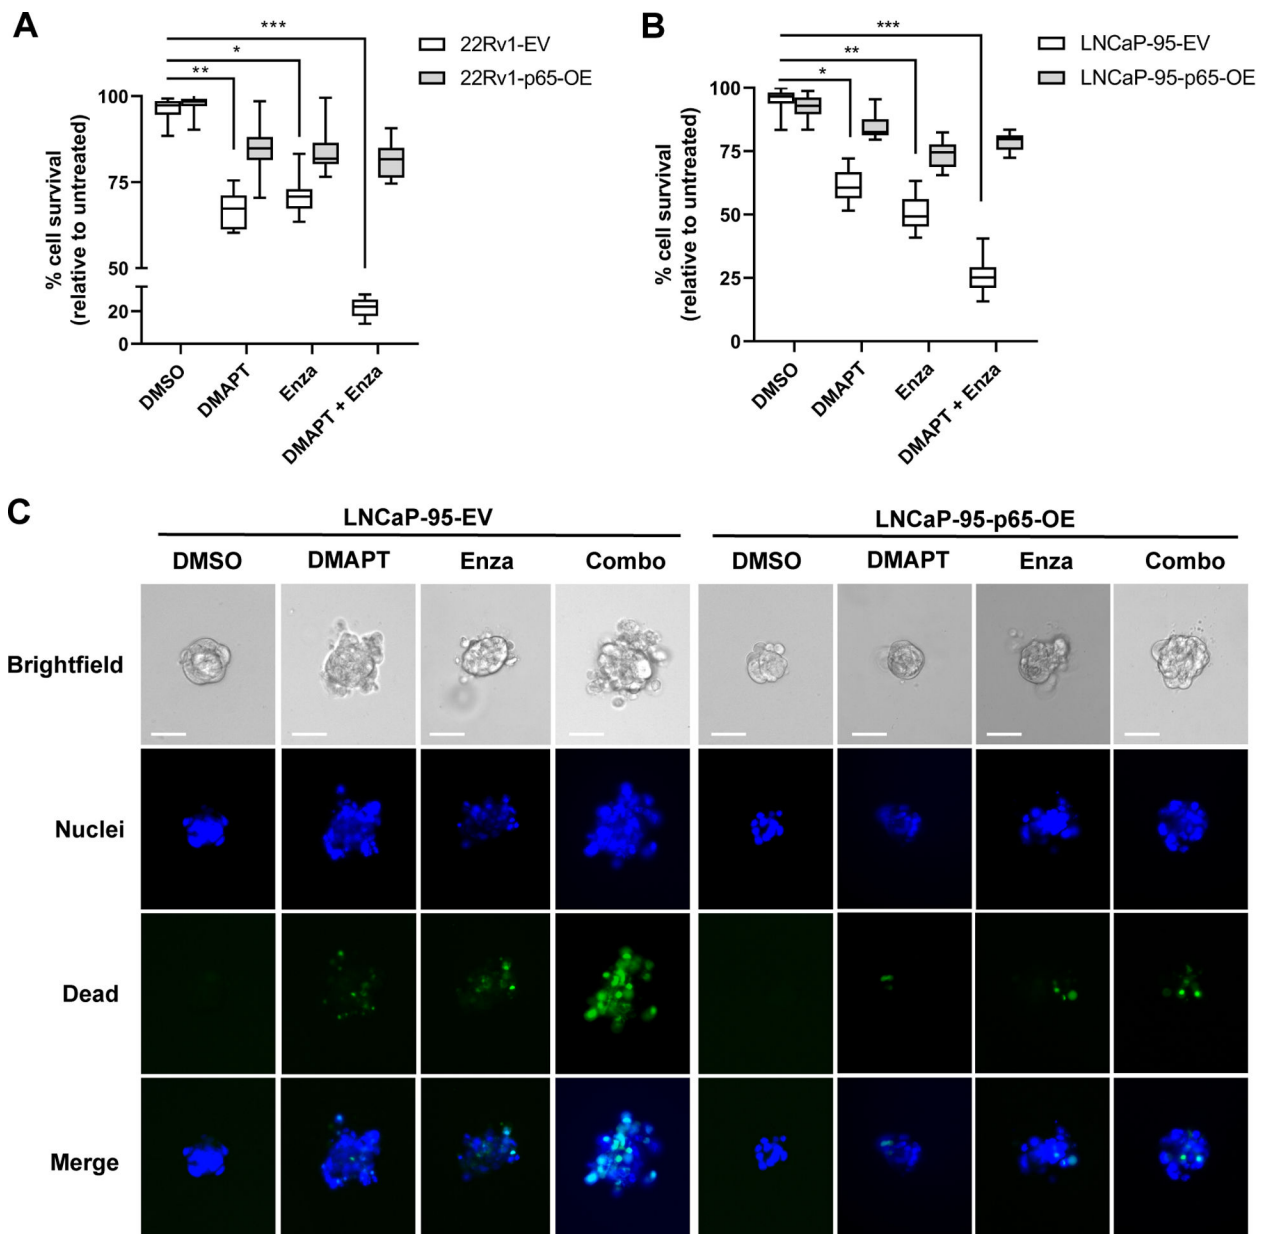 A
***
*
**
22Rv1-EV
22Rv1-p65-OE
% cell survival
(relative to untreated)
100
75
50
20
0
DMSO
DMAPT
Enza
DMAPT + Enza
B
***
**
*
LNCaP-95-EV
LNCaP-95-p65-OE
% cell survival
(relative to untreated)
100
75
50
25
0
DMSO
DMAPT
Enza
DMAPT + Enza
C
LNCaP-95-EV LNCaP-95-p65-OE
DMSO DMAPT Enza Combo DMSO DMAPT Enza Combo
Brightfield
Nuclei
Dead
Merge